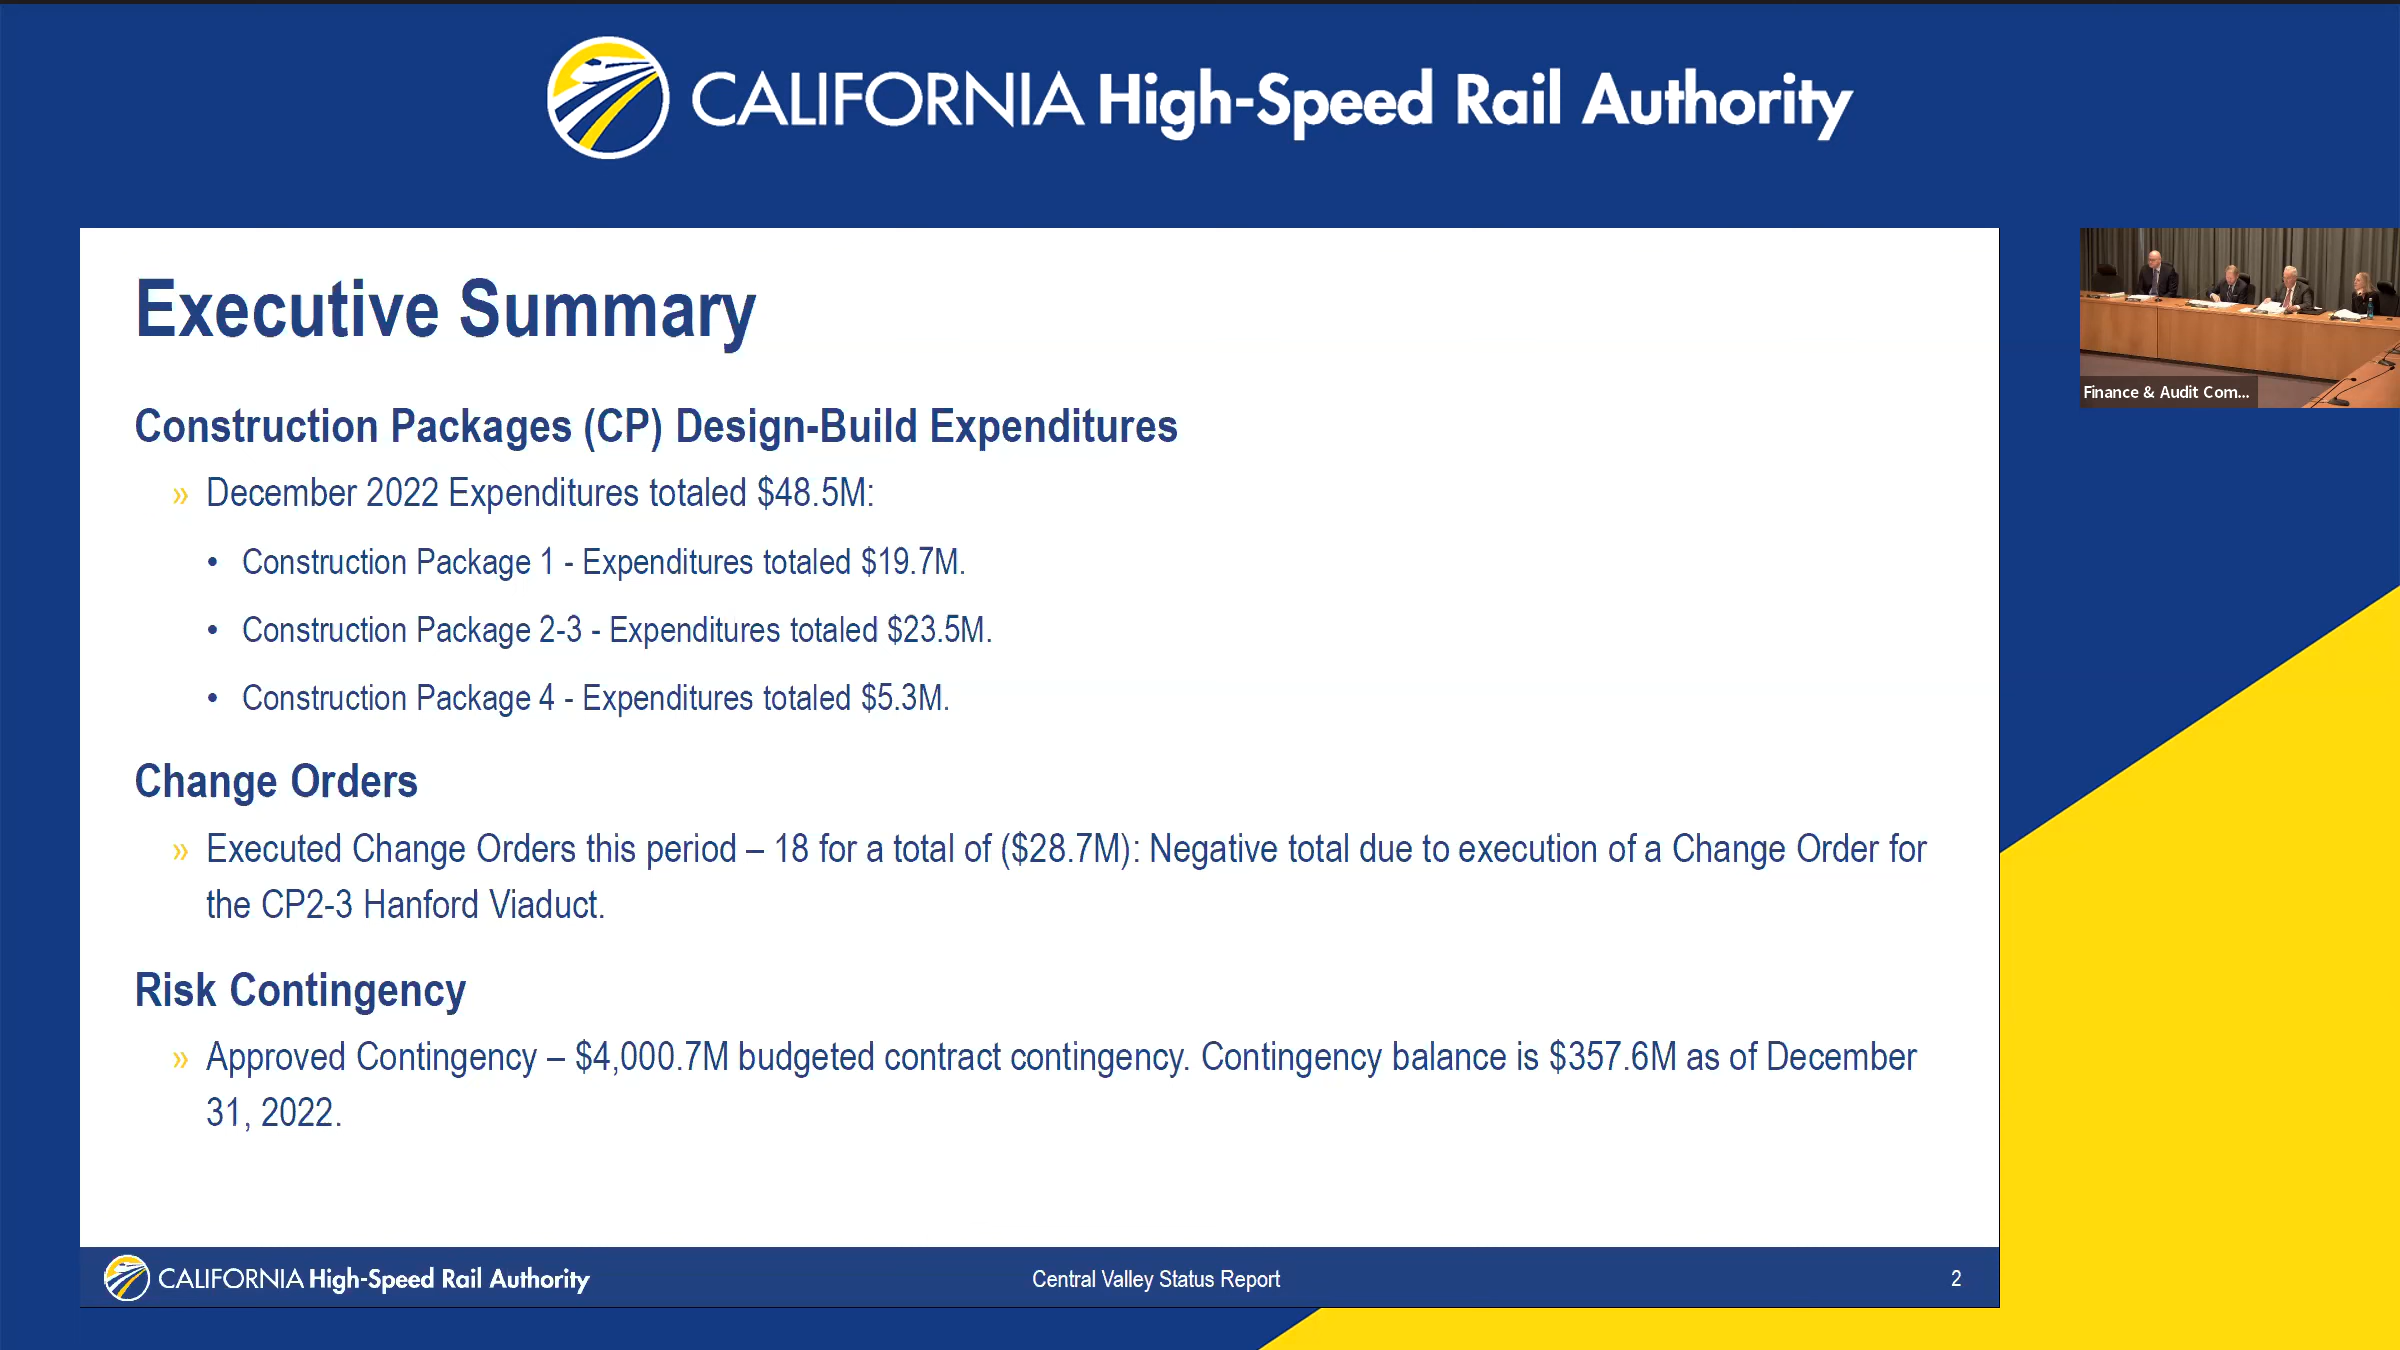 CALIFORNIA High-Speed Rail Authority
Executive Summary
Construction Packages (CP) Design-Build Expenditures
» December 2022 Expenditures totaled $48.5M:
• Construction Package 1 - Expenditures totaled $19.7M.
• Construction Package 2-3 - Expenditures totaled $23.5M.
• Construction Package 4 - Expenditures totaled $5.3M.
Change Orders
» Executed Change Orders this period – 18 for a total of ($28.7M): Negative total due to execution of a Change Order for
the CP2-3 Hanford Viaduct.
Risk Contingency
» Approved Contingency – $4,000.7M budgeted contract contingency. Contingency balance is $357.6M as of December
31, 2022.
CALIFORNIA High-Speed Rail Authority
Central Valley Status Report
2
Finance & Audit Com...